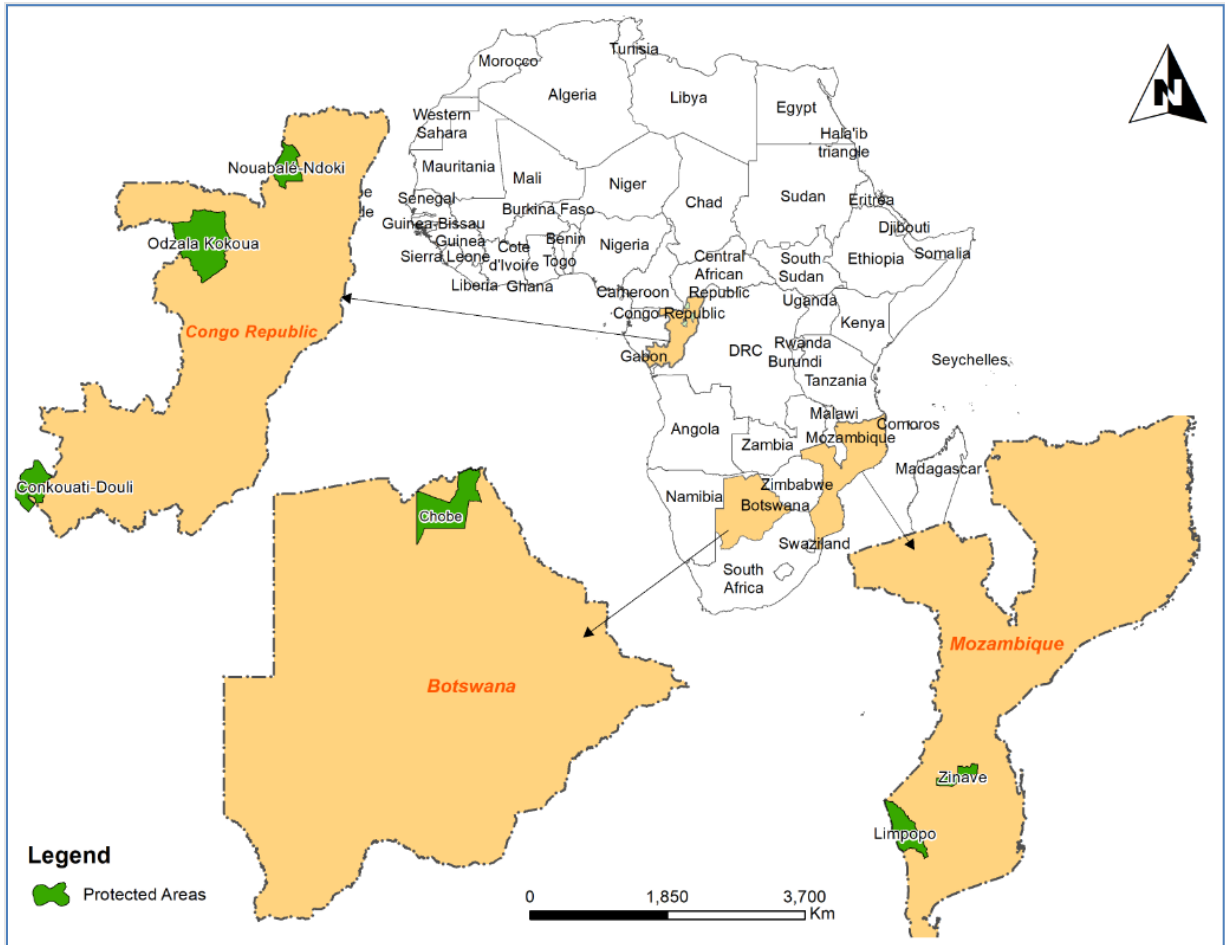 Tunisia
Morocco
Algeria
Libya
Egypt
Western
Sahara
Hala'ib
triangle
Mauritania
Mali
Niger
Chad
Sudan
Eritrea
Senegal
Burkina Faso
Djibouti
Guinea-Bissau
Guinea
Benin
Nigeria
Sierra Leone
Cote
d'Ivoire
Togo
Central
African
Republic
South
Sudan
Ethiopia
Somalia
Liberia
Ghana
Cameroon
Uganda
Congo Republic
Kenya
Gabon
DRC
Rwanda
Burundi
Seychelles
Tanzania
Malawi
Comoros
Angola
Mozambique
Zambia
Madagascar
Zimbabwe
Namibia
Botswana
Swaziland
South
Africa
N
Nouabalé-Ndoki
Odzala Kokoua
Congo Republic
Conkouati-Douli
Chobe
Botswana
Mozambique
Zinave
Limpopo
Legend
Protected Areas
0 1,850 3,700
Km